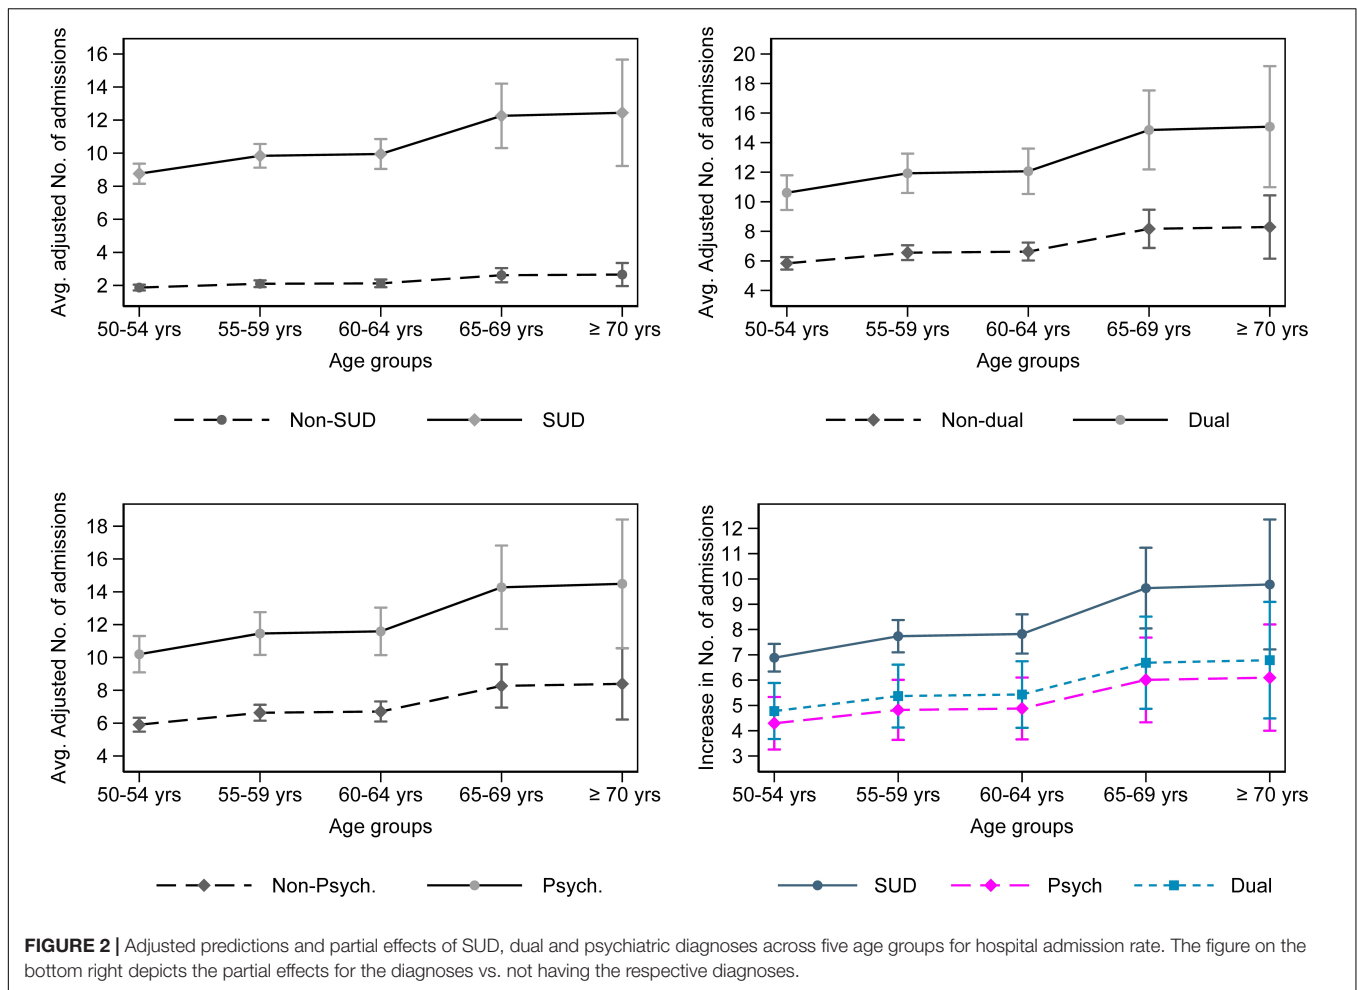 Avg. adjusted No. of admissions
16
14
12
10
8
6
4
2
50-54 yrs 55-59 yrs 60-64 yrs 65-69 yrs ≥ 70 yrs
Age groups
Non-SUD SUD
Avg. Adjusted No. of admissions
20
18
16
14
12
10
8
6
4
50-54 yrs 55-59 yrs 60-64 yrs 65-69 yrs ≥ 70 yrs
Age groups
Non-dual Dual
Avg. Adjusted No. of admissions
18
16
14
12
10
8
6
4
50-54 yrs 55-59 yrs 60-64 yrs 65-69 yrs ≥ 70 yrs
Age groups
Non-Psych. Psych.
Increase in No. of admissions
12
11
10
9
8
7
6
5
4
3
50-54 yrs 55-59 yrs 60-64 yrs 65-69 yrs ≥ 70 yrs
Age groups
SUD Psych Dual
FIGURE 2 | Adjusted predictions and partial effects of SUD, dual and psychiatric diagnoses across five age groups for hospital admission rate. The figure on the
bottom right depicts the partial effects for the diagnoses vs. not having the respective diagnoses.